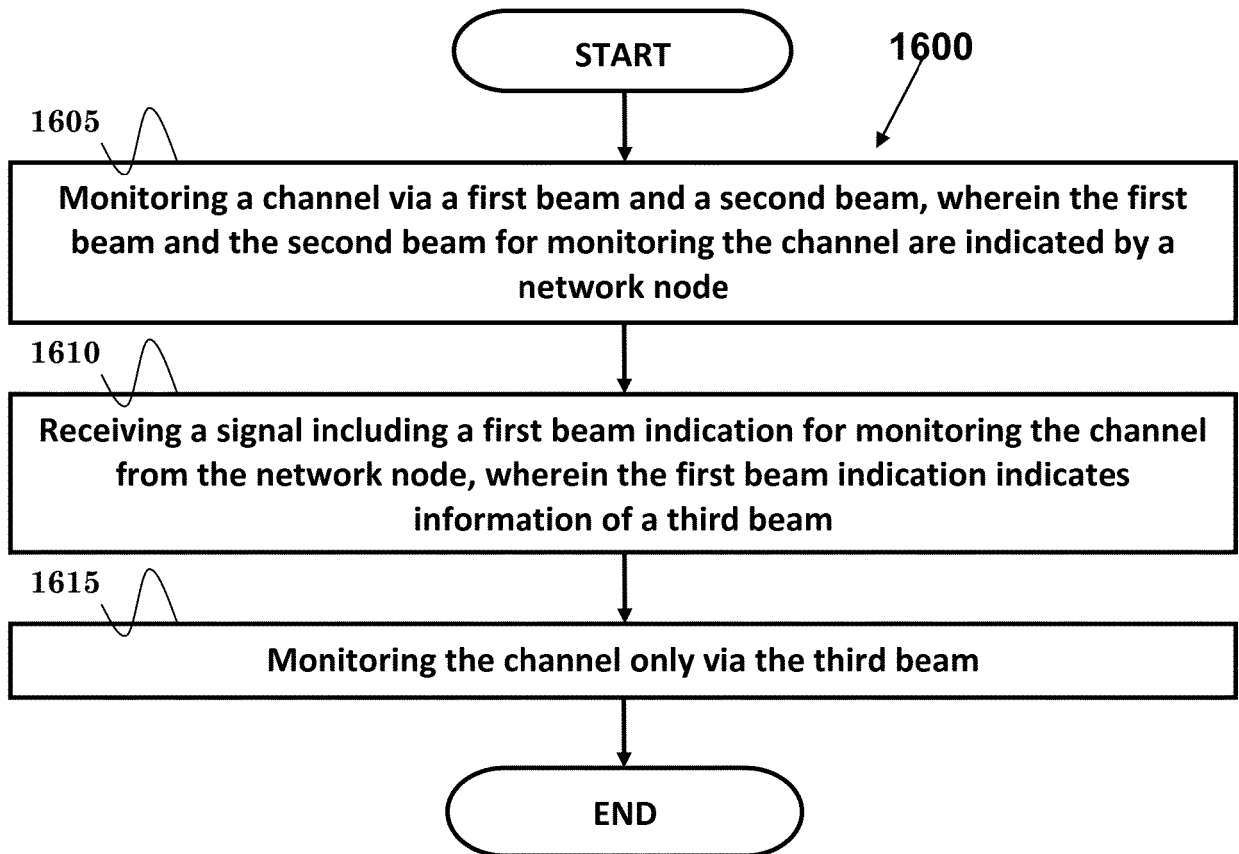 START
1600
1605
Monitoring a channel via a first beam and a second beam, wherein the first
beam and the second beam for monitoring the channel are indicated by a
network node
1610
Receiving a signal including a first beam indication for monitoring the channel
from the network node, wherein the first beam indication indicates
information of a third beam
1615
Monitoring the channel only via the third beam
END